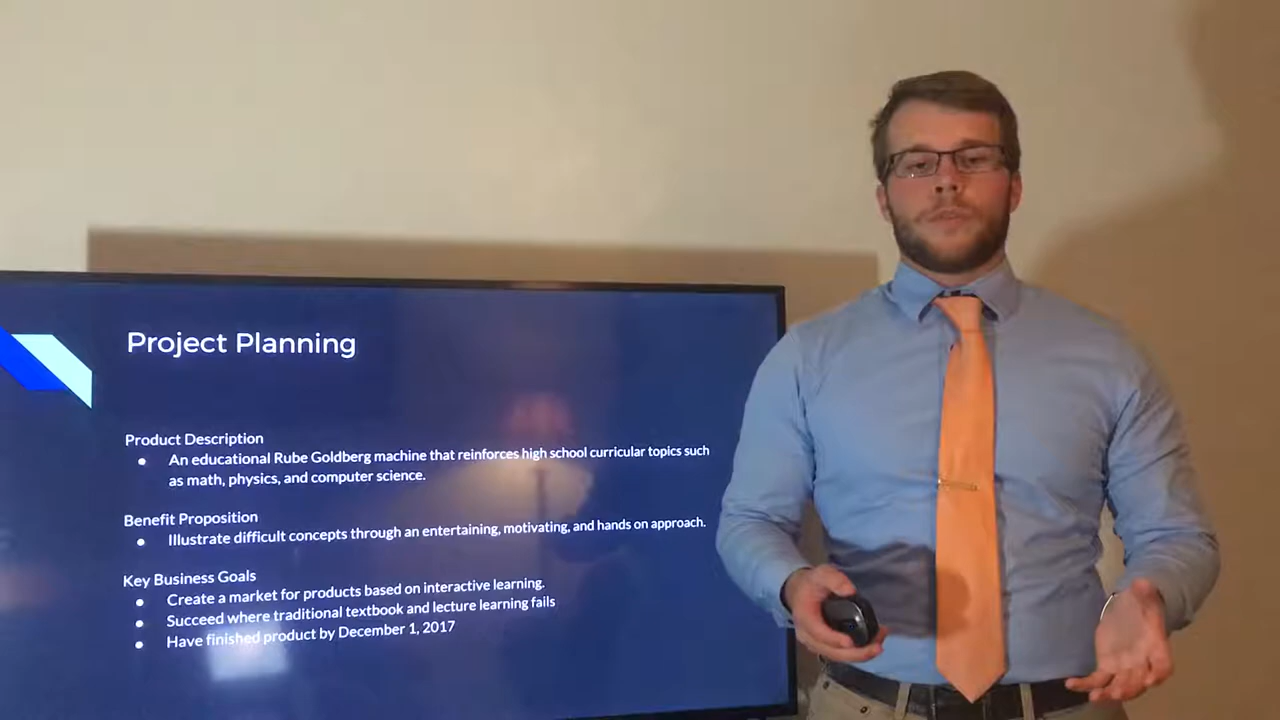 Project Planning
Product Description
An educational Rube Goldberg machine that reinforces high school curricular topics such
as math, physics, and computer science.
Benefit Proposition
Illustrate difficult concepts through an entertaining, motivating, and hands on approach.
Key Business Goals
Create a market for products based on interactive learning.
Succeed where traditional textbook and lecture learning fails
Have finished product by December 1, 2017